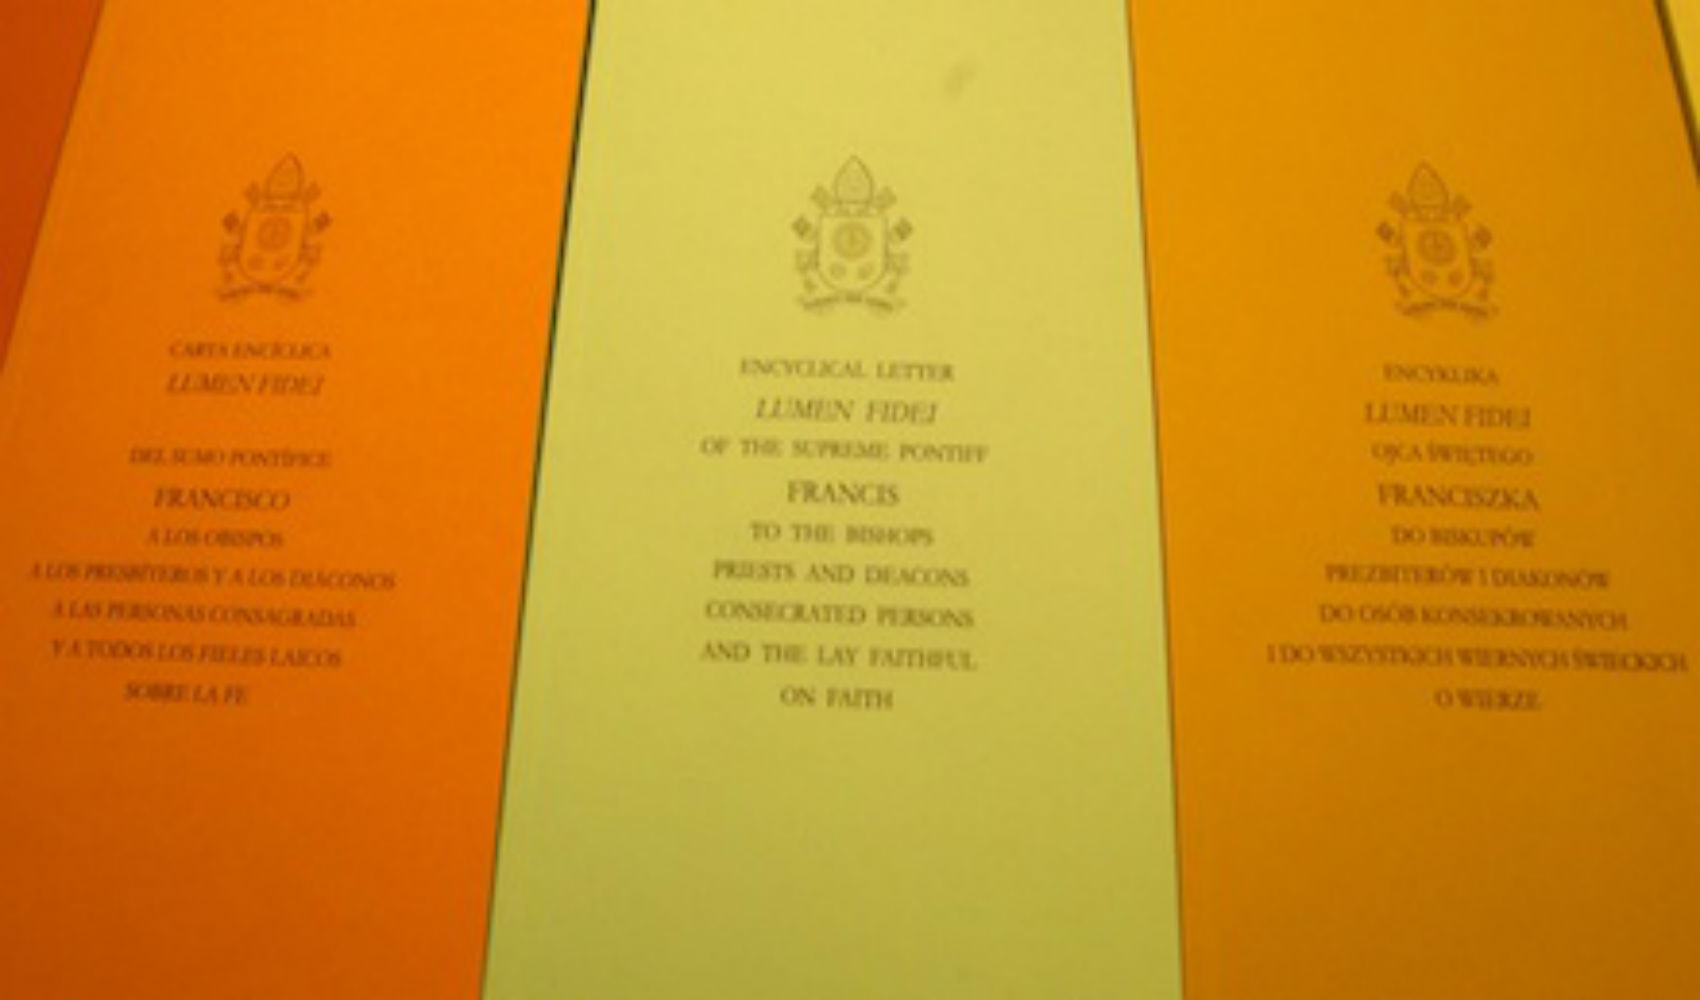 CARTA ENCÍCLICA
LUMEN FIDEI
DEL SUMO PONTÍFICE
FRANCISCO
A LOS OBISPOS
A LOS PRESBÍTEROS Y A LOS DIÁCONOS
A LAS PERSONAS CONSAGRADAS
Y A TODOS LOS FIELES LAICOS
SOBRE LA FE
ENCYCLICAL LETTER
LUMEN FIDEI
OF THE SUPREME PONTIFF
FRANCIS
TO THE BISHOPS
PRIESTS AND DEACONS
CONSECRATED PERSONS
AND THE LAY FAITHFUL
ON FAITH
ENCYKLIKA
LUMEN FIDEI
OJCA ŚWIĘTEGO
FRANCISZKA
DO BISKUPÓW
PREZBITERÓW I DIAKONÓW
DO OSÓB KONSEKROWANYCH
I DO WSZYSTKICH WIERNYCH ŚWIECKICH
O WIERZE